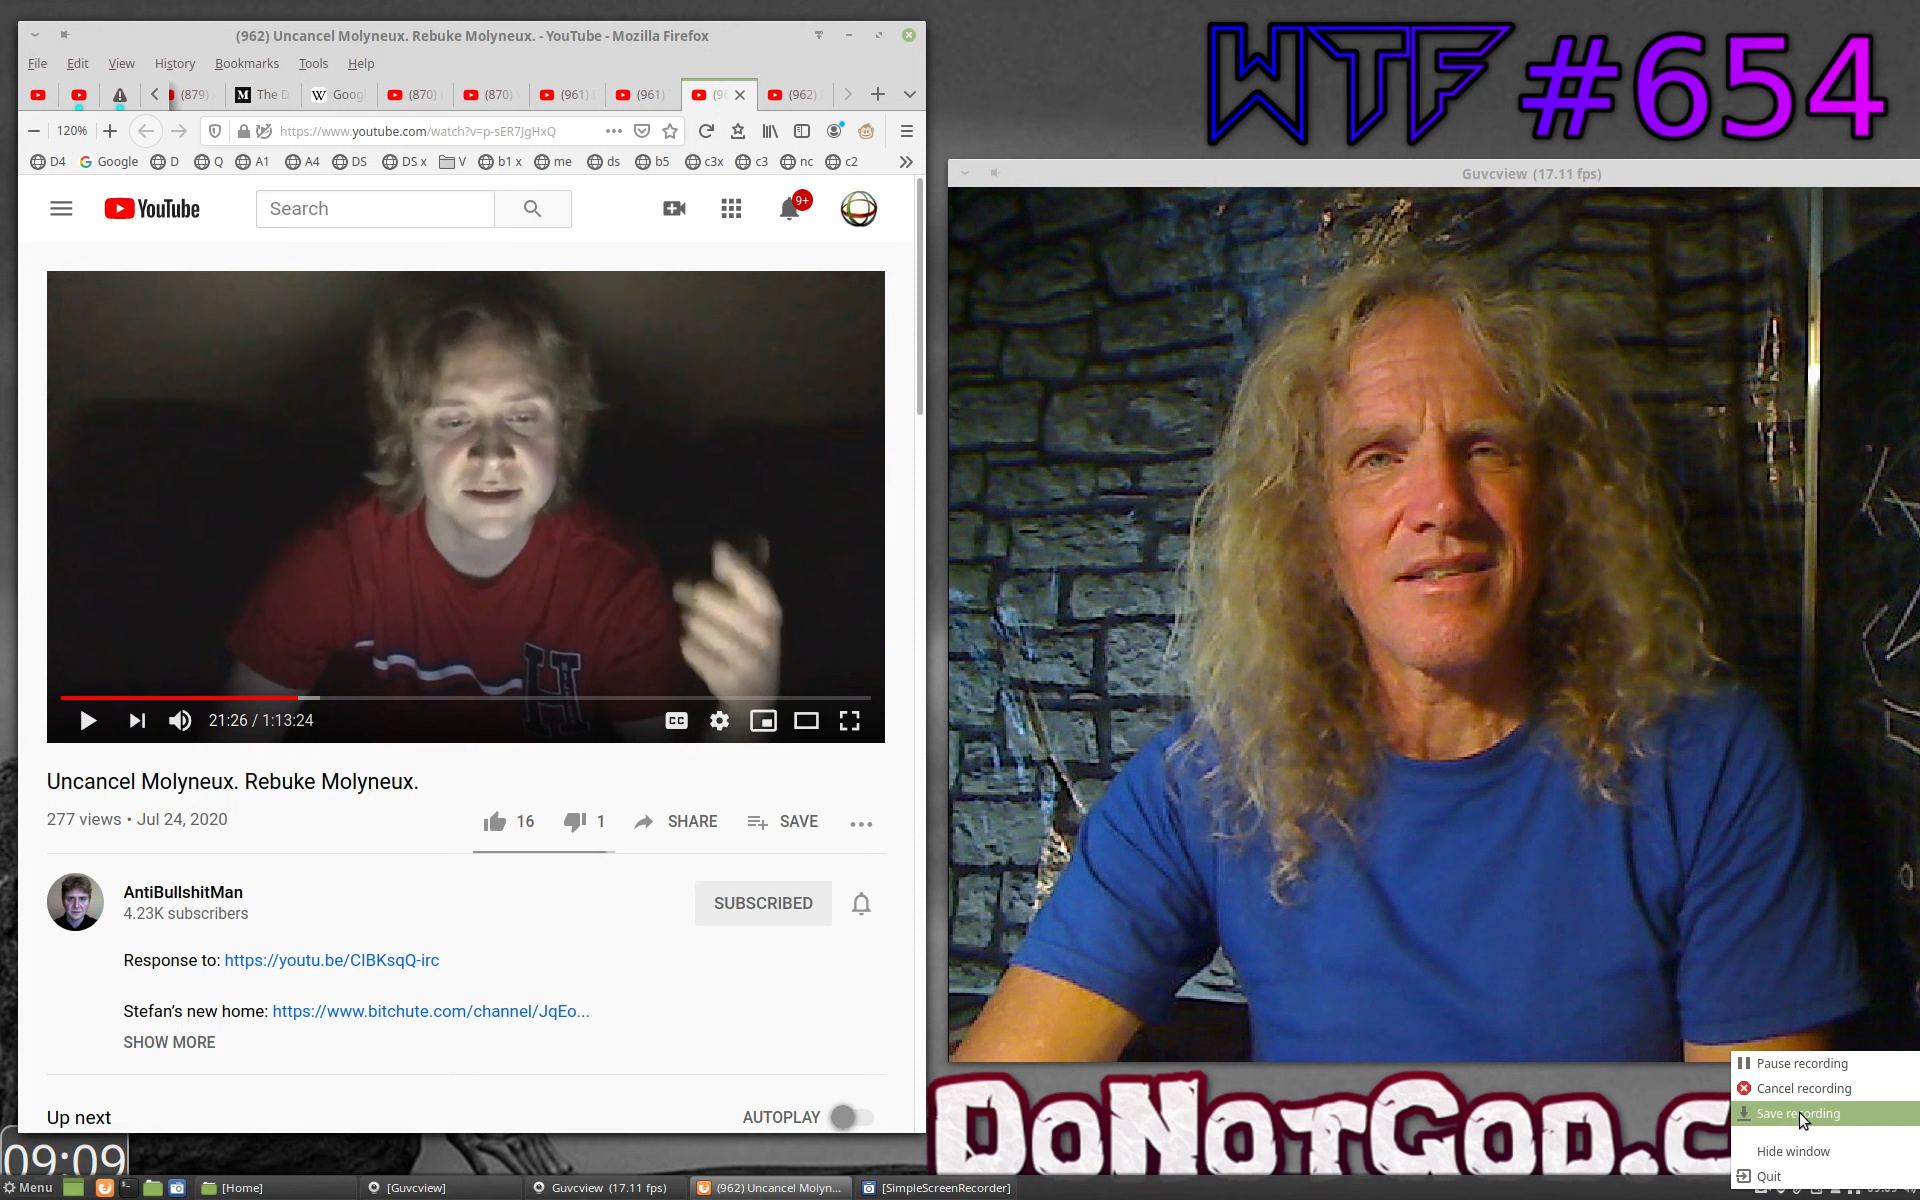 (962) Uncancel Molyneux. Rebuke Molyneux. - YouTube - Mozilla Firefox
File Edit View History Bookmarks Tools Help
(879) The D Goog (870) (870) (961) (961) (96 (962)
120% https://www.youtube.com/watch?v=p-sER7JgHxQ
D4 Google D Q A1 A4 DS DS x V b1 x me ds b5 c3x c3 nc c2
YouTube Search 9+
H
21:26 / 1:13:24 CC
Uncancel Molyneux. Rebuke Molyneux.
277 views • Jul 24, 2020 16 1 SHARE SAVE
AntiBullshitMan
4.23K subscribers
SUBSCRIBED
Response to: https://youtu.be/CIBKsqQ-irc
Stefan's new home: https://www.bitchute.com/channel/JqEo...
SHOW MORE
Up next AUTOPLAY
WTF #654
Guvcview (17.11 fps)
DoNotGod.c
Pause recording
Cancel recording
Save recording
Hide window
Quit
09:09
Menu [Home] [Guvcview] Guvcview (17.11 fps) (962) Uncancel Molyn... [SimpleScreenRecorder]